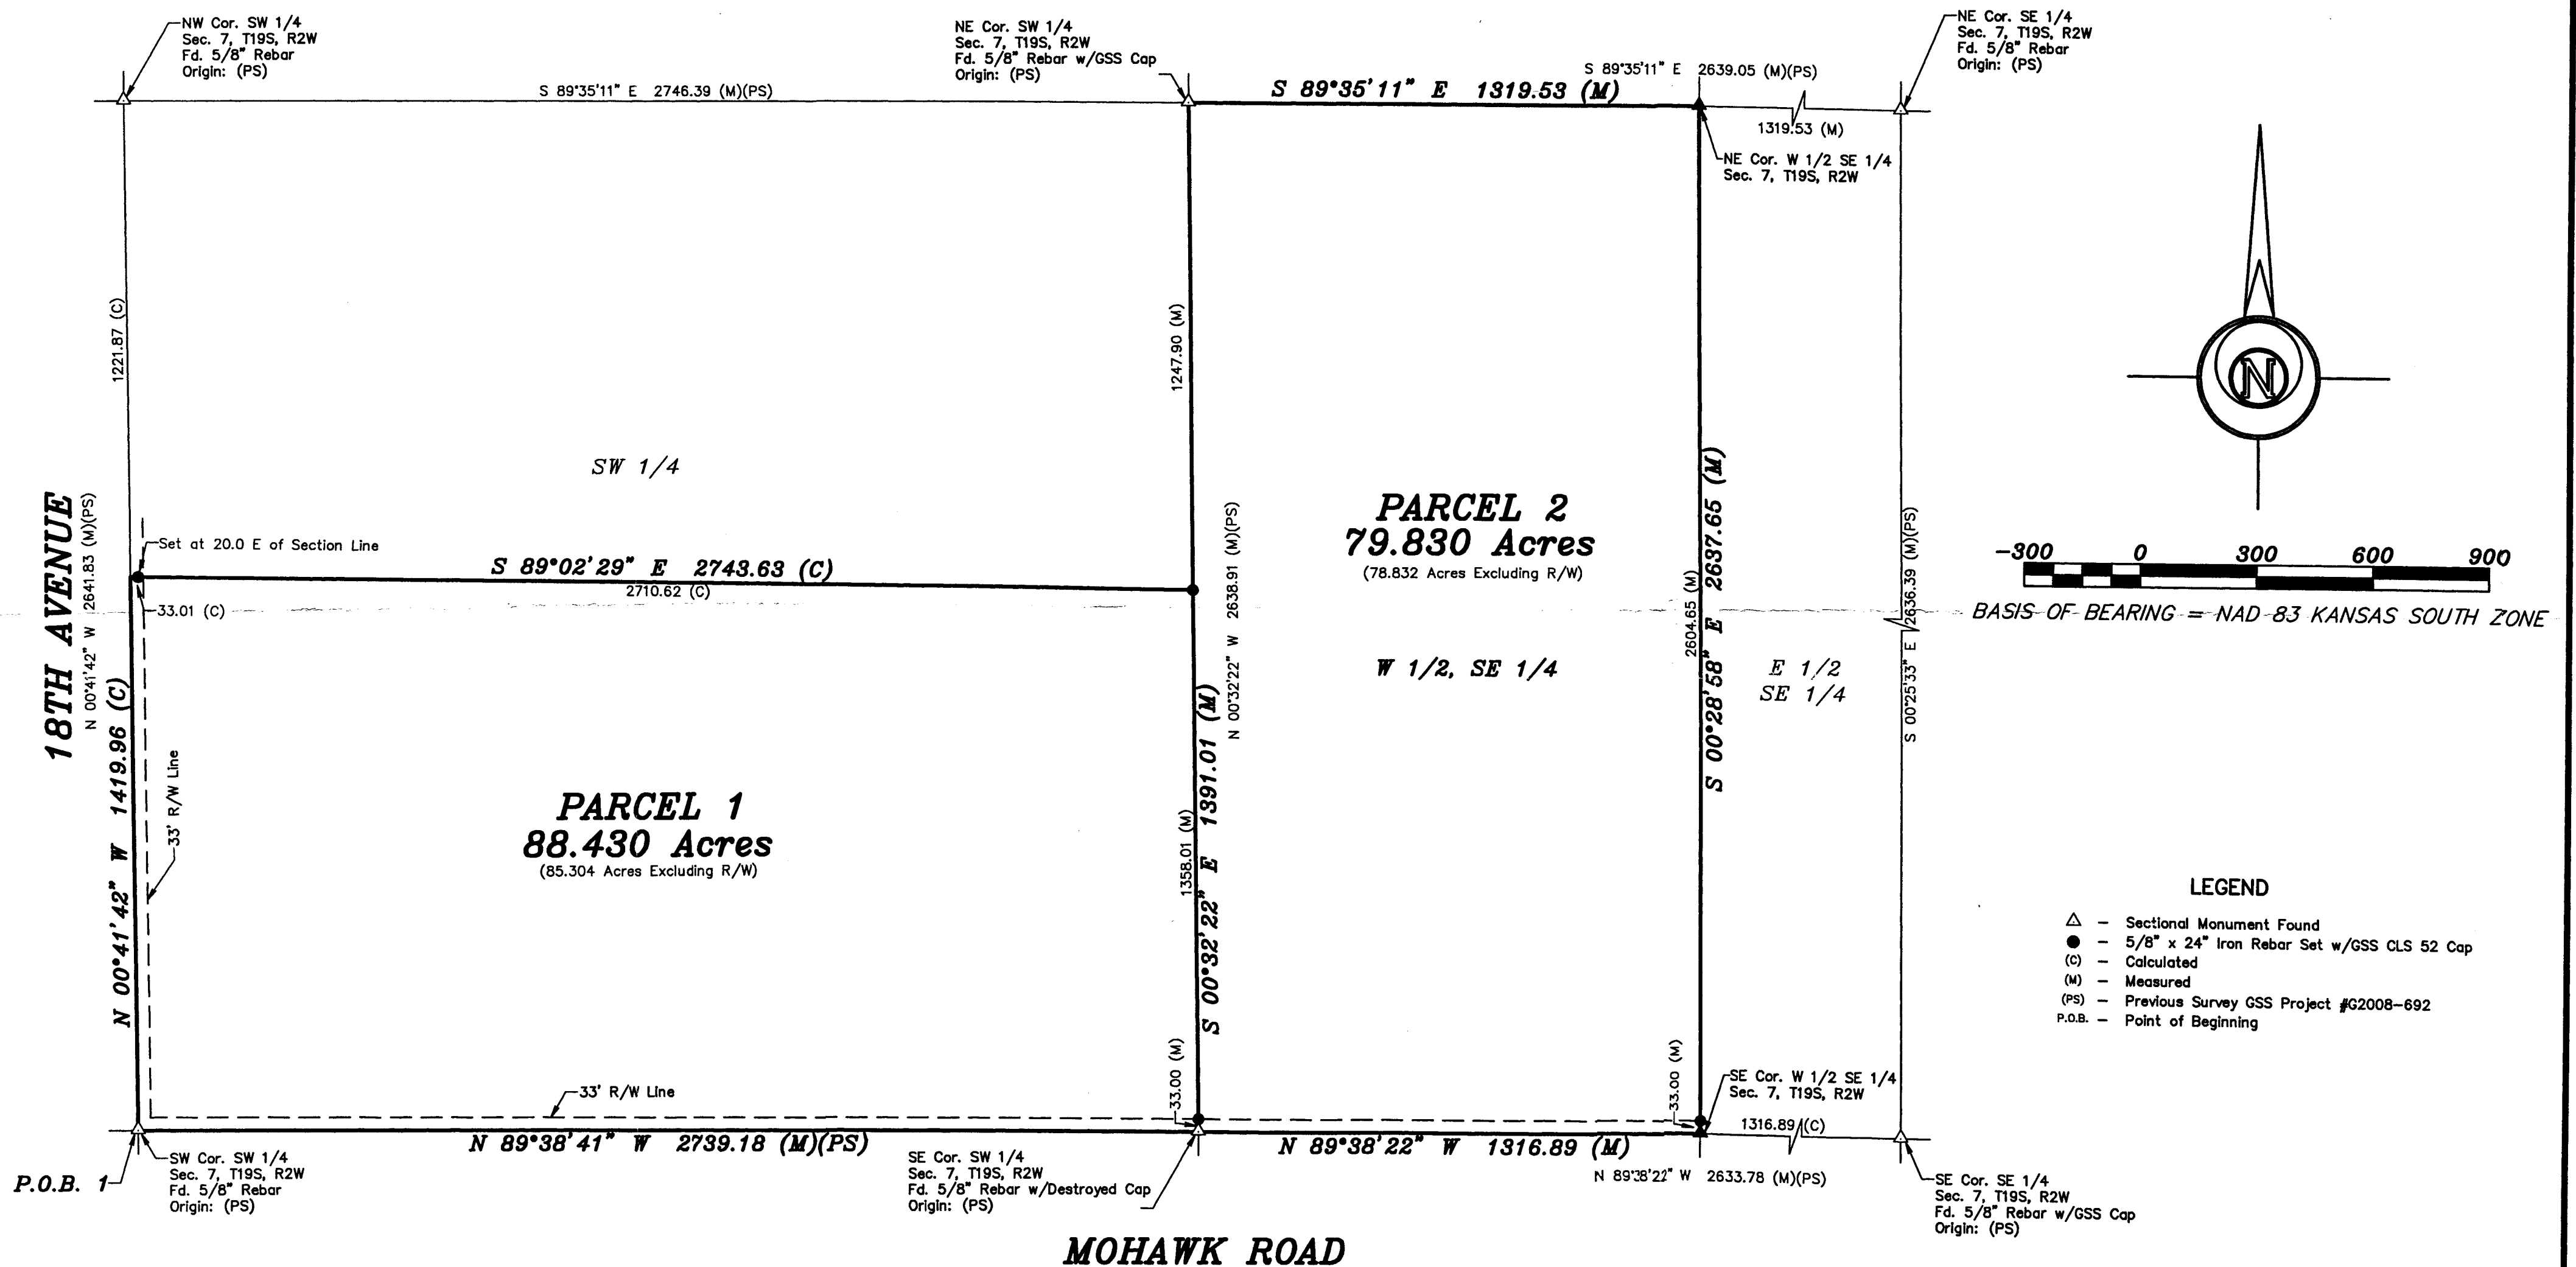 NW Cor. SW 1/4
Sec. 7, T19S, R2W
Fd. 5/8" Rebar
Origin: (PS)
NE Cor. SW 1/4
Sec. 7, T19S, R2W
Fd. 5/8" Rebar w/GSS Cap
Origin: (PS)
NE Cor. SE 1/4
Sec. 7, T19S, R2W
Fd. 5/8" Rebar
Origin: (PS)
S 89°35'11" E 2746.39 (M)(PS)
S 89°35'11" E 1319.53 (M)
S 89°35'11" E 2639.05 (M)(PS)
1319.53 (M)
NE Cor. W 1/2 SE 1/4
Sec. 7, T19S, R2W
1221.87 (C)
1247.90 (M)
SW 1/4
18TH AVENUE
N 00°41'42" W 2641.83 (M)(PS)
Set at 20.0 E of Section Line
S 89°02'29" E 2743.63 (C)
2710.62 (C)
33.01 (C)
N 00°32'22" W 2638.91 (M)(PS)
PARCEL 2
79.830 Acres
(78.832 Acres Excluding R/W)
W 1/2, SE 1/4
2604.65 (M)
S 00°28'58" E 2637.65 (M)
E 1/2
SE 1/4
S 00°25'33" E 2636.39 (M)(PS)
N
-300 0 300 600 900
BASIS OF BEARING = NAD 83 KANSAS SOUTH ZONE
N 00°41'42" W 1419.96 (C)
33' R/W Line
PARCEL 1
88.430 Acres
(85.304 Acres Excluding R/W)
1358.01 (M)
S 00°32'22" E 1391.01 (M)
LEGEND
△ – Sectional Monument Found
● – 5/8" x 24" Iron Rebar Set w/GSS CLS 52 Cap
(C) – Calculated
(M) – Measured
(PS) – Previous Survey GSS Project #G2008-692
P.O.B. – Point of Beginning
33' R/W Line
33.00 (M)
33.00 (M)
SE Cor. W 1/2 SE 1/4
Sec. 7, T19S, R2W
1316.89 (C)
N 89°38'41" W 2739.18 (M)(PS)
N 89°38'22" W 1316.89 (M)
N 89°38'22" W 2633.78 (M)(PS)
P.O.B. 1
SW Cor. SW 1/4
Sec. 7, T19S, R2W
Fd. 5/8" Rebar
Origin: (PS)
SE Cor. SW 1/4
Sec. 7, T19S, R2W
Fd. 5/8" Rebar w/Destroyed Cap
Origin: (PS)
SE Cor. SE 1/4
Sec. 7, T19S, R2W
Fd. 5/8" Rebar w/GSS Cap
Origin: (PS)
MOHAWK ROAD